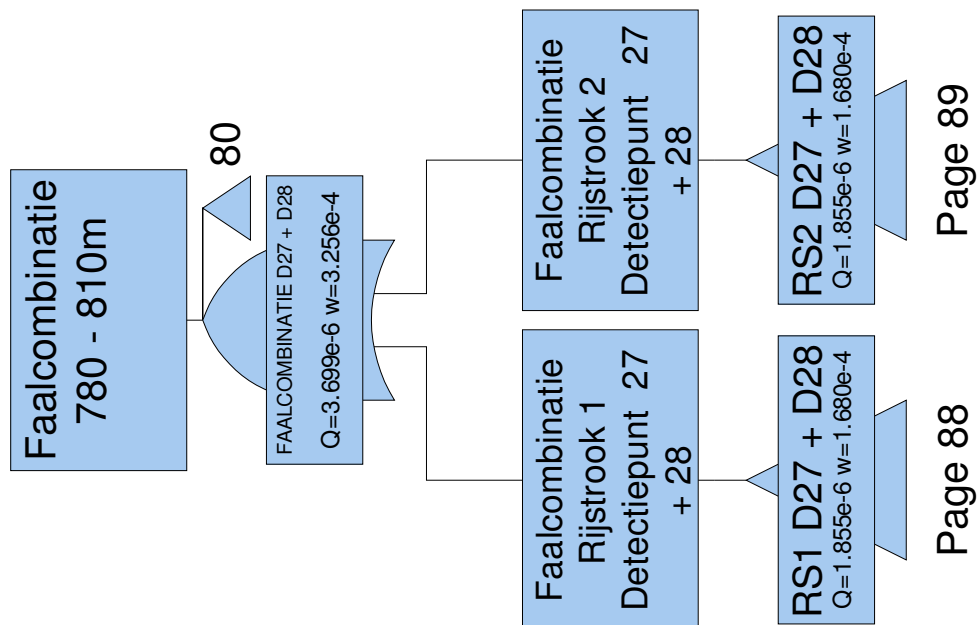 Faalcombinatie
780 - 810m
80
FAALCOMBINATIE D27 + D28
Q=3.699e-6 w=3.256e-4
Faalcombinatie
Rijstrook 1
Detectiepunt 27
+ 28
RS1 D27 + D28
Q=1.855e-6 w=1.680e-4
Page 88
Faalcombinatie
Rijstrook 2
Detectiepunt 27
+ 28
RS2 D27 + D28
Q=1.855e-6 w=1.680e-4
Page 89